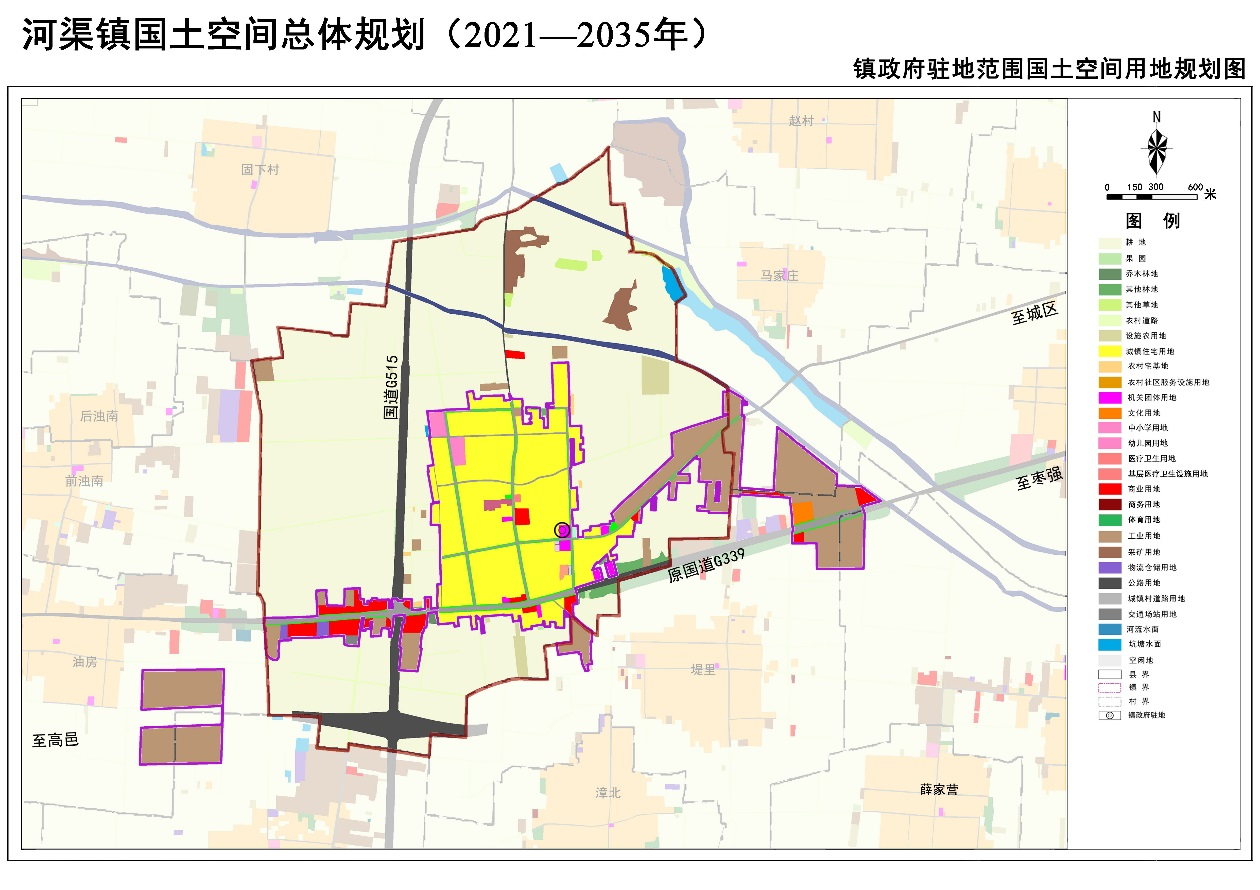 河渠镇国土空间总体规划（2021—2035年）
镇政府驻地范围国土空间用地规划图
N
0 150 300 600 米
图 例
耕 地
果 园
乔木林地
其他林地
其他草地
农村道路
设施农用地
城镇住宅用地
农村宅基地
农村社区服务设施用地
机关团体用地
文化用地
中小学用地
幼儿园用地
医疗卫生用地
基层医疗卫生设施用地
商业用地
商务用地
体育用地
工业用地
采矿用地
物流仓储用地
公路用地
城镇村道路用地
交通场站用地
河流水面
坑塘水面
空闲地
县 界
镇 界
村 界
镇政府驻地
赵村
固下村
马家庄
至城区
国道G515
后浊南
前浊南
至枣强
原国道G339
油房
堤里
至高邑
漳北
薛家营